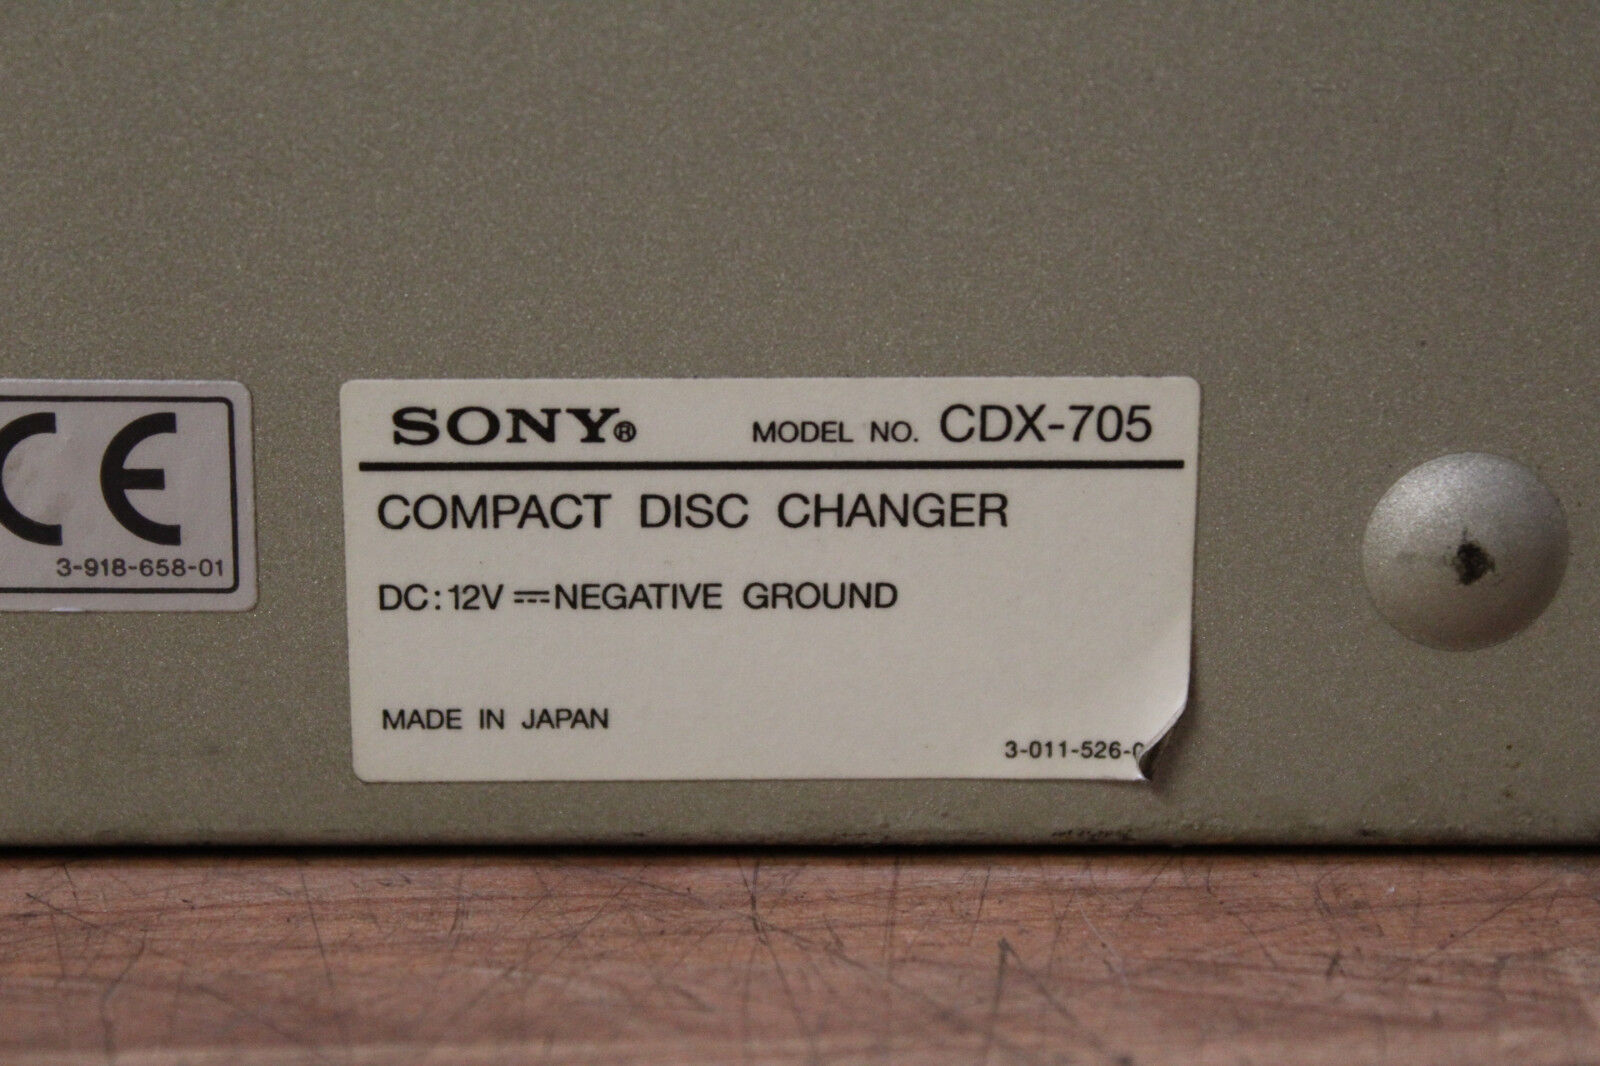 SONY® MODEL NO. CDX-705
COMPACT DISC CHANGER
DC:12V ⎓ NEGATIVE GROUND
MADE IN JAPAN
3-011-526-
CE
3-918-658-01